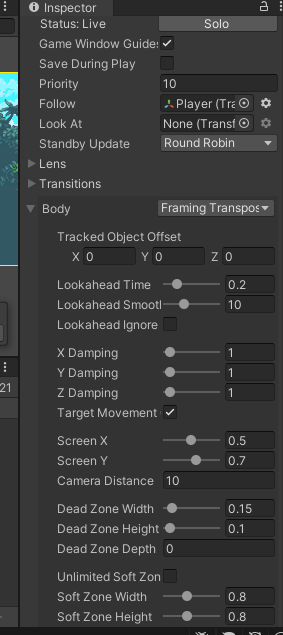 Inspector
Status: Live Solo
Game Window Guides
Save During Play
Priority 10
Follow Player (Tra
Look At None (Transf
Standby Update Round Robin
Lens
Transitions
Body Framing Transpos
Tracked Object Offset
X 0 Y 0 Z 0
Lookahead Time 0.2
Lookahead Smootl 10
Lookahead Ignore
X Damping 1
Y Damping 1
21
Z Damping 1
Target Movement
Screen X 0.5
Screen Y 0.7
Camera Distance 10
Dead Zone Width 0.15
Dead Zone Height 0.1
Dead Zone Depth 0
Unlimited Soft Zon
Soft Zone Width 0.8
Soft Zone Height 0.8